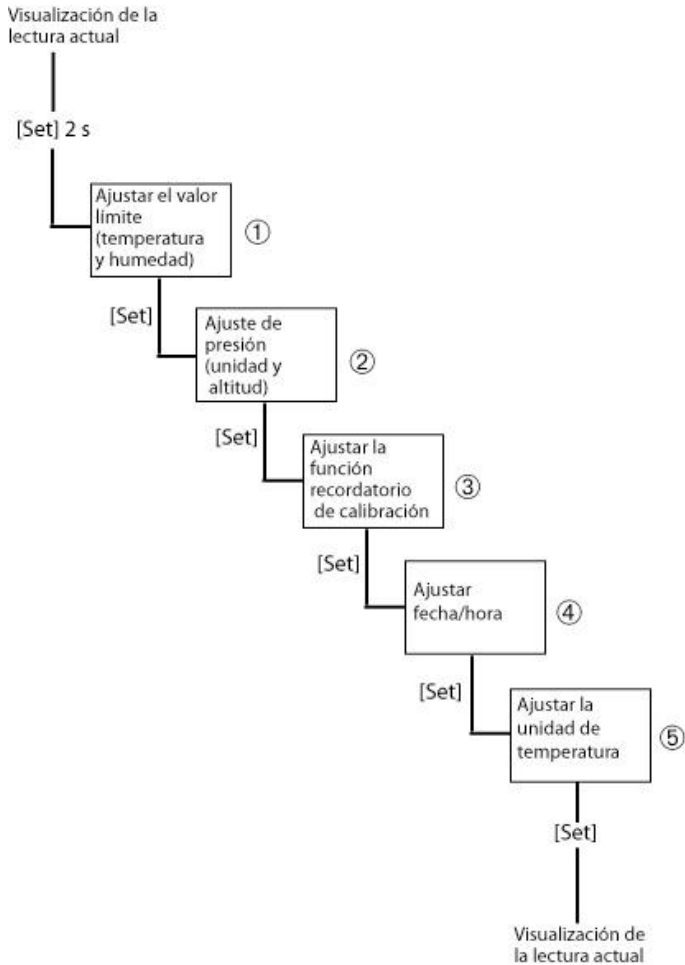 Visualización de la
lectura actual
[Set] 2 s
Ajustar el valor
límite
(temperatura
y humedad)
①
[Set]
Ajuste de
presión
(unidad y
altitud)
②
[Set]
Ajustar la
función
recordatorio
de calibración
③
[Set]
Ajustar
fecha/hora
④
[Set]
Ajustar la
unidad de
temperatura
⑤
[Set]
Visualización de
la lectura actual